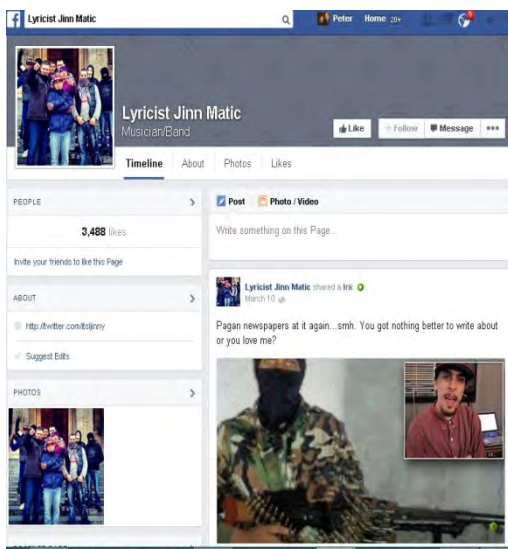 Lyricist Jinn Matic
Peter Home 20+
Lyricist Jinn Matic
Musician/Band
Like + Follow Message
Timeline About Photos Likes
PEOPLE
3,488 likes
Invite your friends to like this Page
ABOUT
http://twitter.com/itsljinny
Suggest Edits
PHOTOS
Post Photo / Video
Write something on this Page...
Lyricist Jinn Matic shared a link
March 10
Pagan newspapers at it again...smh. You got nothing better to write about
or you love me?